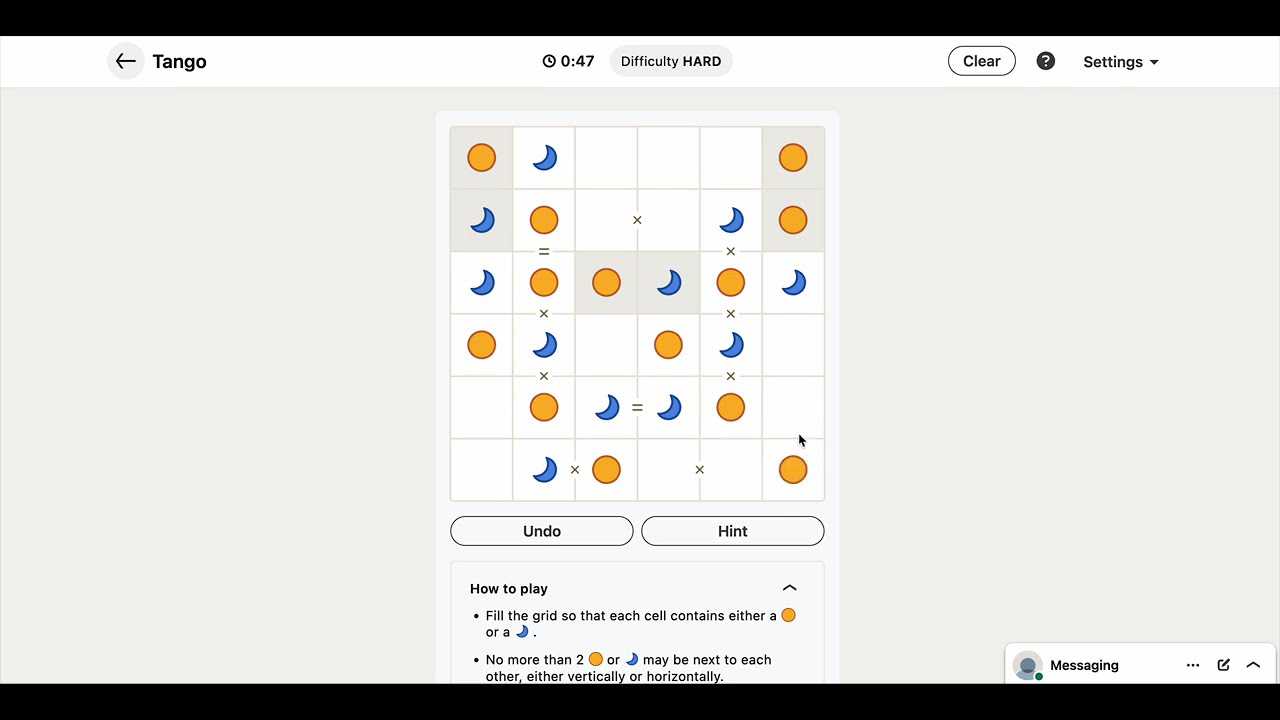 Tango
0:47
Difficulty HARD
Clear
?
Settings
×
=
×
×
×
×
×
=
×
×
Undo
Hint
How to play
• Fill the grid so that each cell contains either a
or a .
• No more than 2 or may be next to each
other, either vertically or horizontally.
Messaging